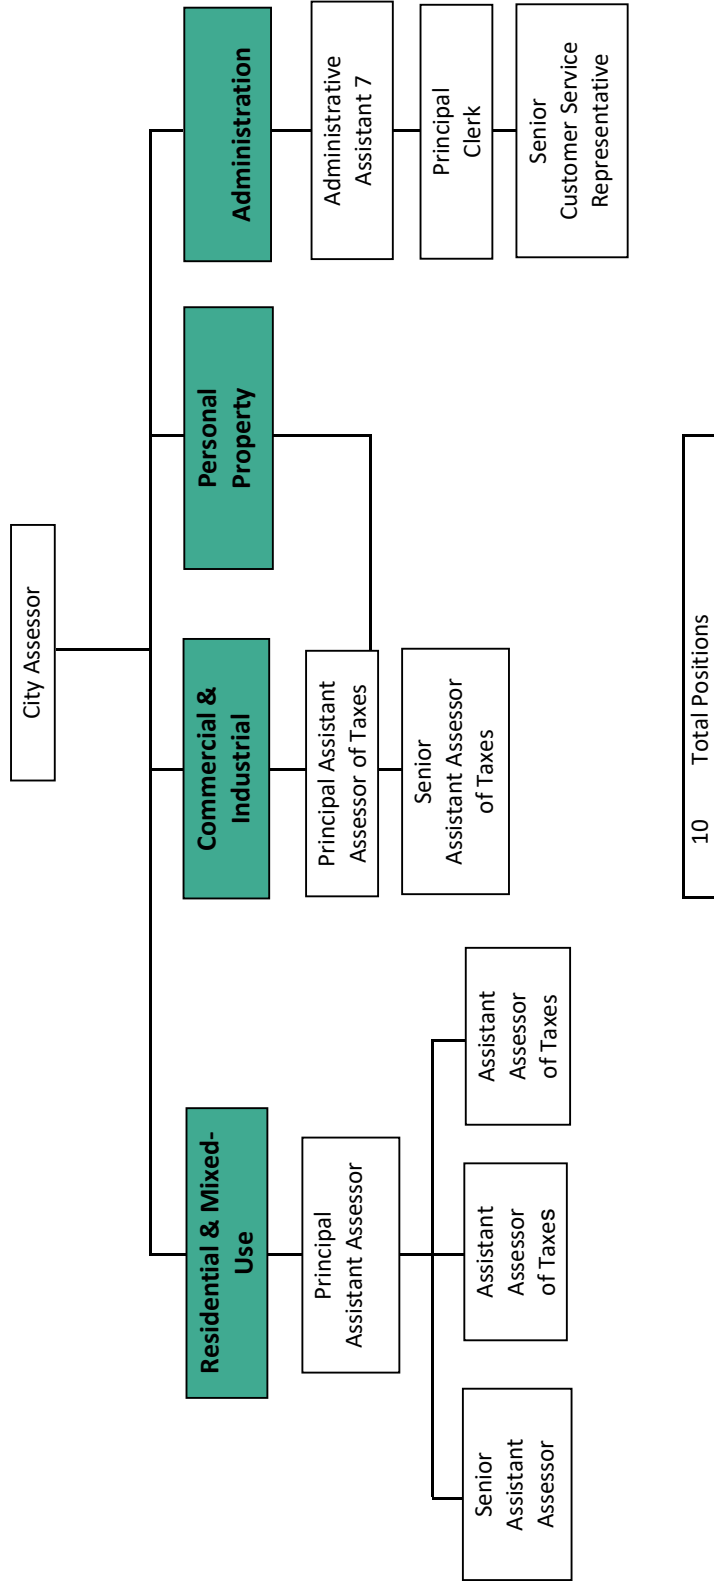 City Assessor
Residential & Mixed-
Use
Commercial &
Industrial
Personal
Property
Administration
Principal
Assistant Assessor
Principal Assistant
Assessor of Taxes
Administrative
Assistant 7
Senior
Assistant Assessor
of Taxes
Principal
Clerk
Senior
Assistant
Assessor
Assistant
Assessor
of Taxes
Assistant
Assessor
of Taxes
Senior
Customer Service
Representative
10 Total Positions